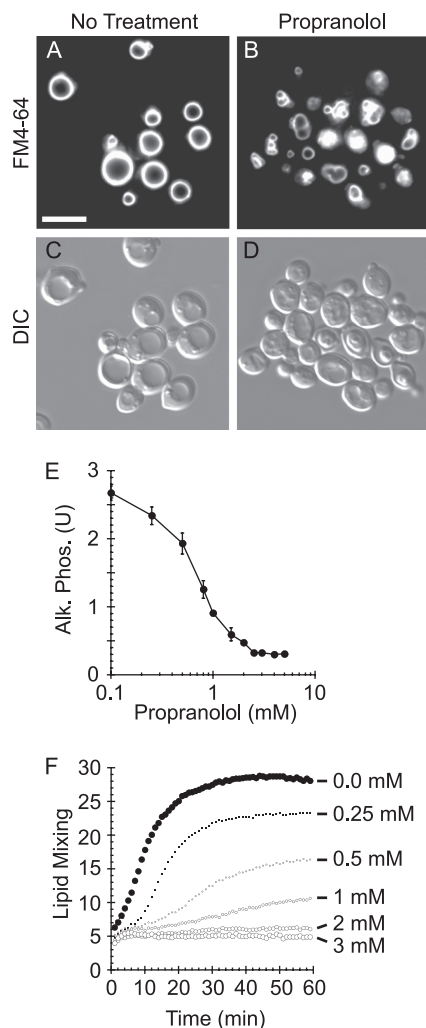 No Treatment Propranolol
FM4-64
A B
DIC
C D
E
Alk. Phos. (U)
3
2
1
0
0.1 1 10
Propranolol (mM)
F
Lipid Mixing
30
25
20
15
10
5
0
0 10 20 30 40 50 60
Time (min)
0.0 mM
0.25 mM
0.5 mM
1 mM
2 mM
3 mM